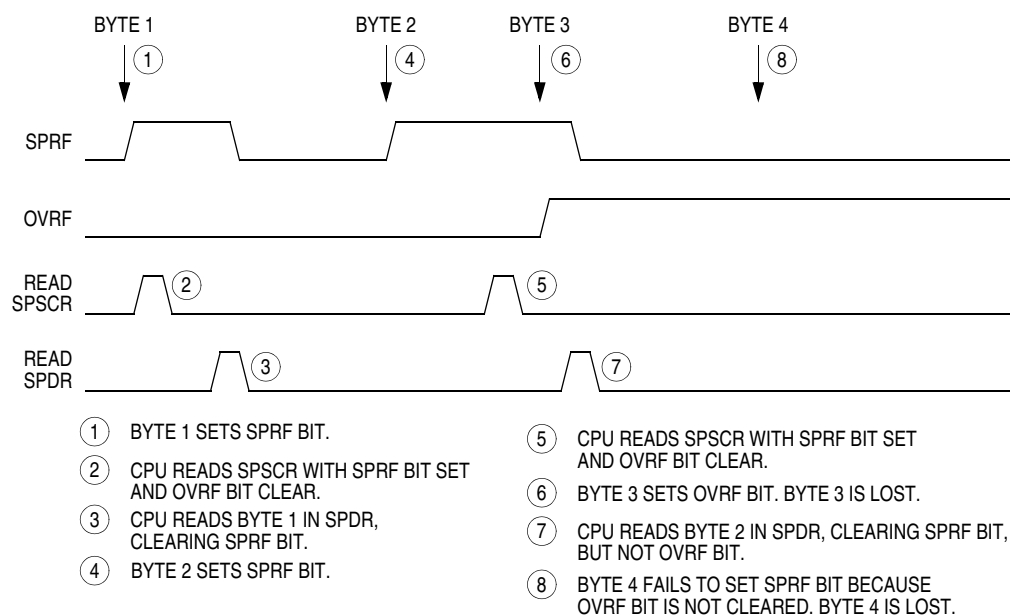 BYTE 1 BYTE 2 BYTE 3 BYTE 4
1 4 6 8
SPRF
OVRF
READ
SPSCR
2 5
READ
SPDR
3 7
1 BYTE 1 SETS SPRF BIT.
2 CPU READS SPSCR WITH SPRF BIT SET
AND OVRF BIT CLEAR.
3 CPU READS BYTE 1 IN SPDR,
CLEARING SPRF BIT.
4 BYTE 2 SETS SPRF BIT.
5 CPU READS SPSCR WITH SPRF BIT SET
AND OVRF BIT CLEAR.
6 BYTE 3 SETS OVRF BIT. BYTE 3 IS LOST.
7 CPU READS BYTE 2 IN SPDR, CLEARING SPRF BIT,
BUT NOT OVRF BIT.
8 BYTE 4 FAILS TO SET SPRF BIT BECAUSE
OVRF BIT IS NOT CLEARED. BYTE 4 IS LOST.